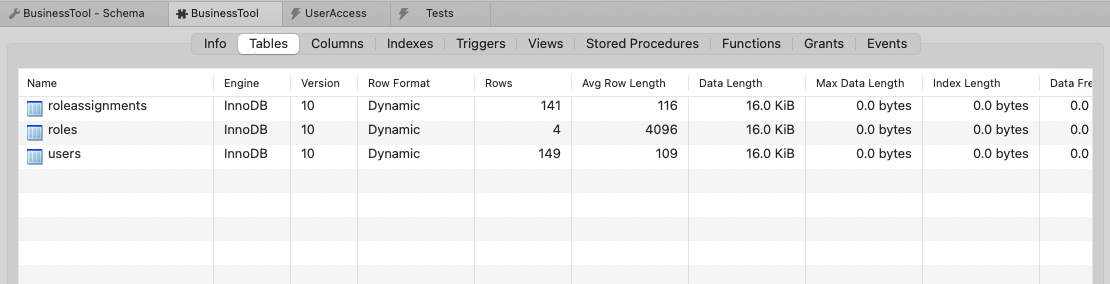 BusinessTool - Schema BusinessTool UserAccess Tests
Info Tables Columns Indexes Triggers Views Stored Procedures Functions Grants Events
Name Engine Version Row Format Rows Avg Row Length Data Length Max Data Length Index Length Data Fre
roleassignments InnoDB 10 Dynamic 141 116 16.0 KiB 0.0 bytes 0.0 bytes 0.0
roles InnoDB 10 Dynamic 4 4096 16.0 KiB 0.0 bytes 0.0 bytes 0.0
users InnoDB 10 Dynamic 149 109 16.0 KiB 0.0 bytes 0.0 bytes 0.0